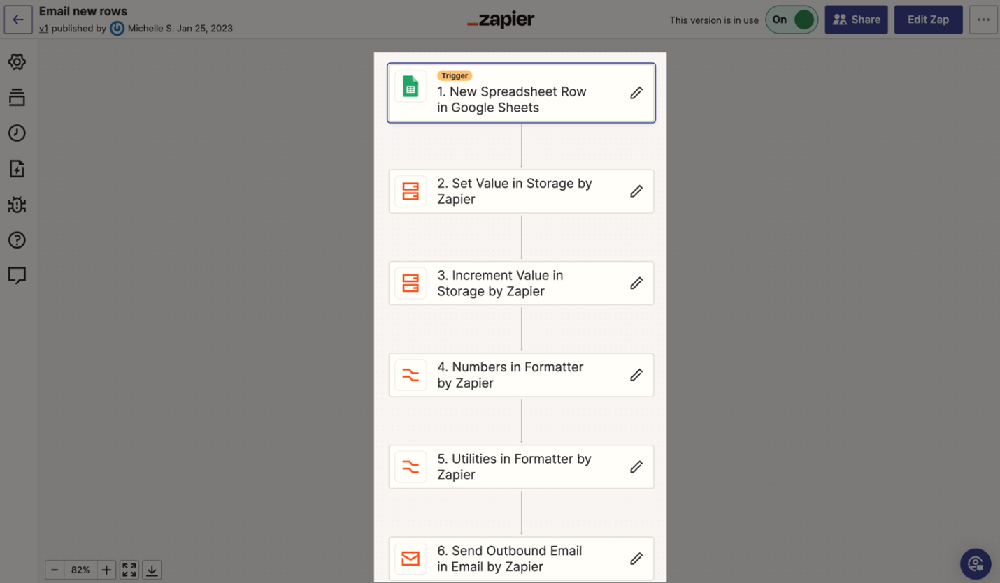 Email new rows
v1 published by Michelle S. Jan 25, 2023
zapier
This version is in use
On
Share
Edit Zap
Trigger
1. New Spreadsheet Row
in Google Sheets
2. Set Value in Storage by
Zapier
3. Increment Value in
Storage by Zapier
4. Numbers in Formatter
by Zapier
5. Utilities in Formatter by
Zapier
6. Send Outbound Email
in Email by Zapier
82%